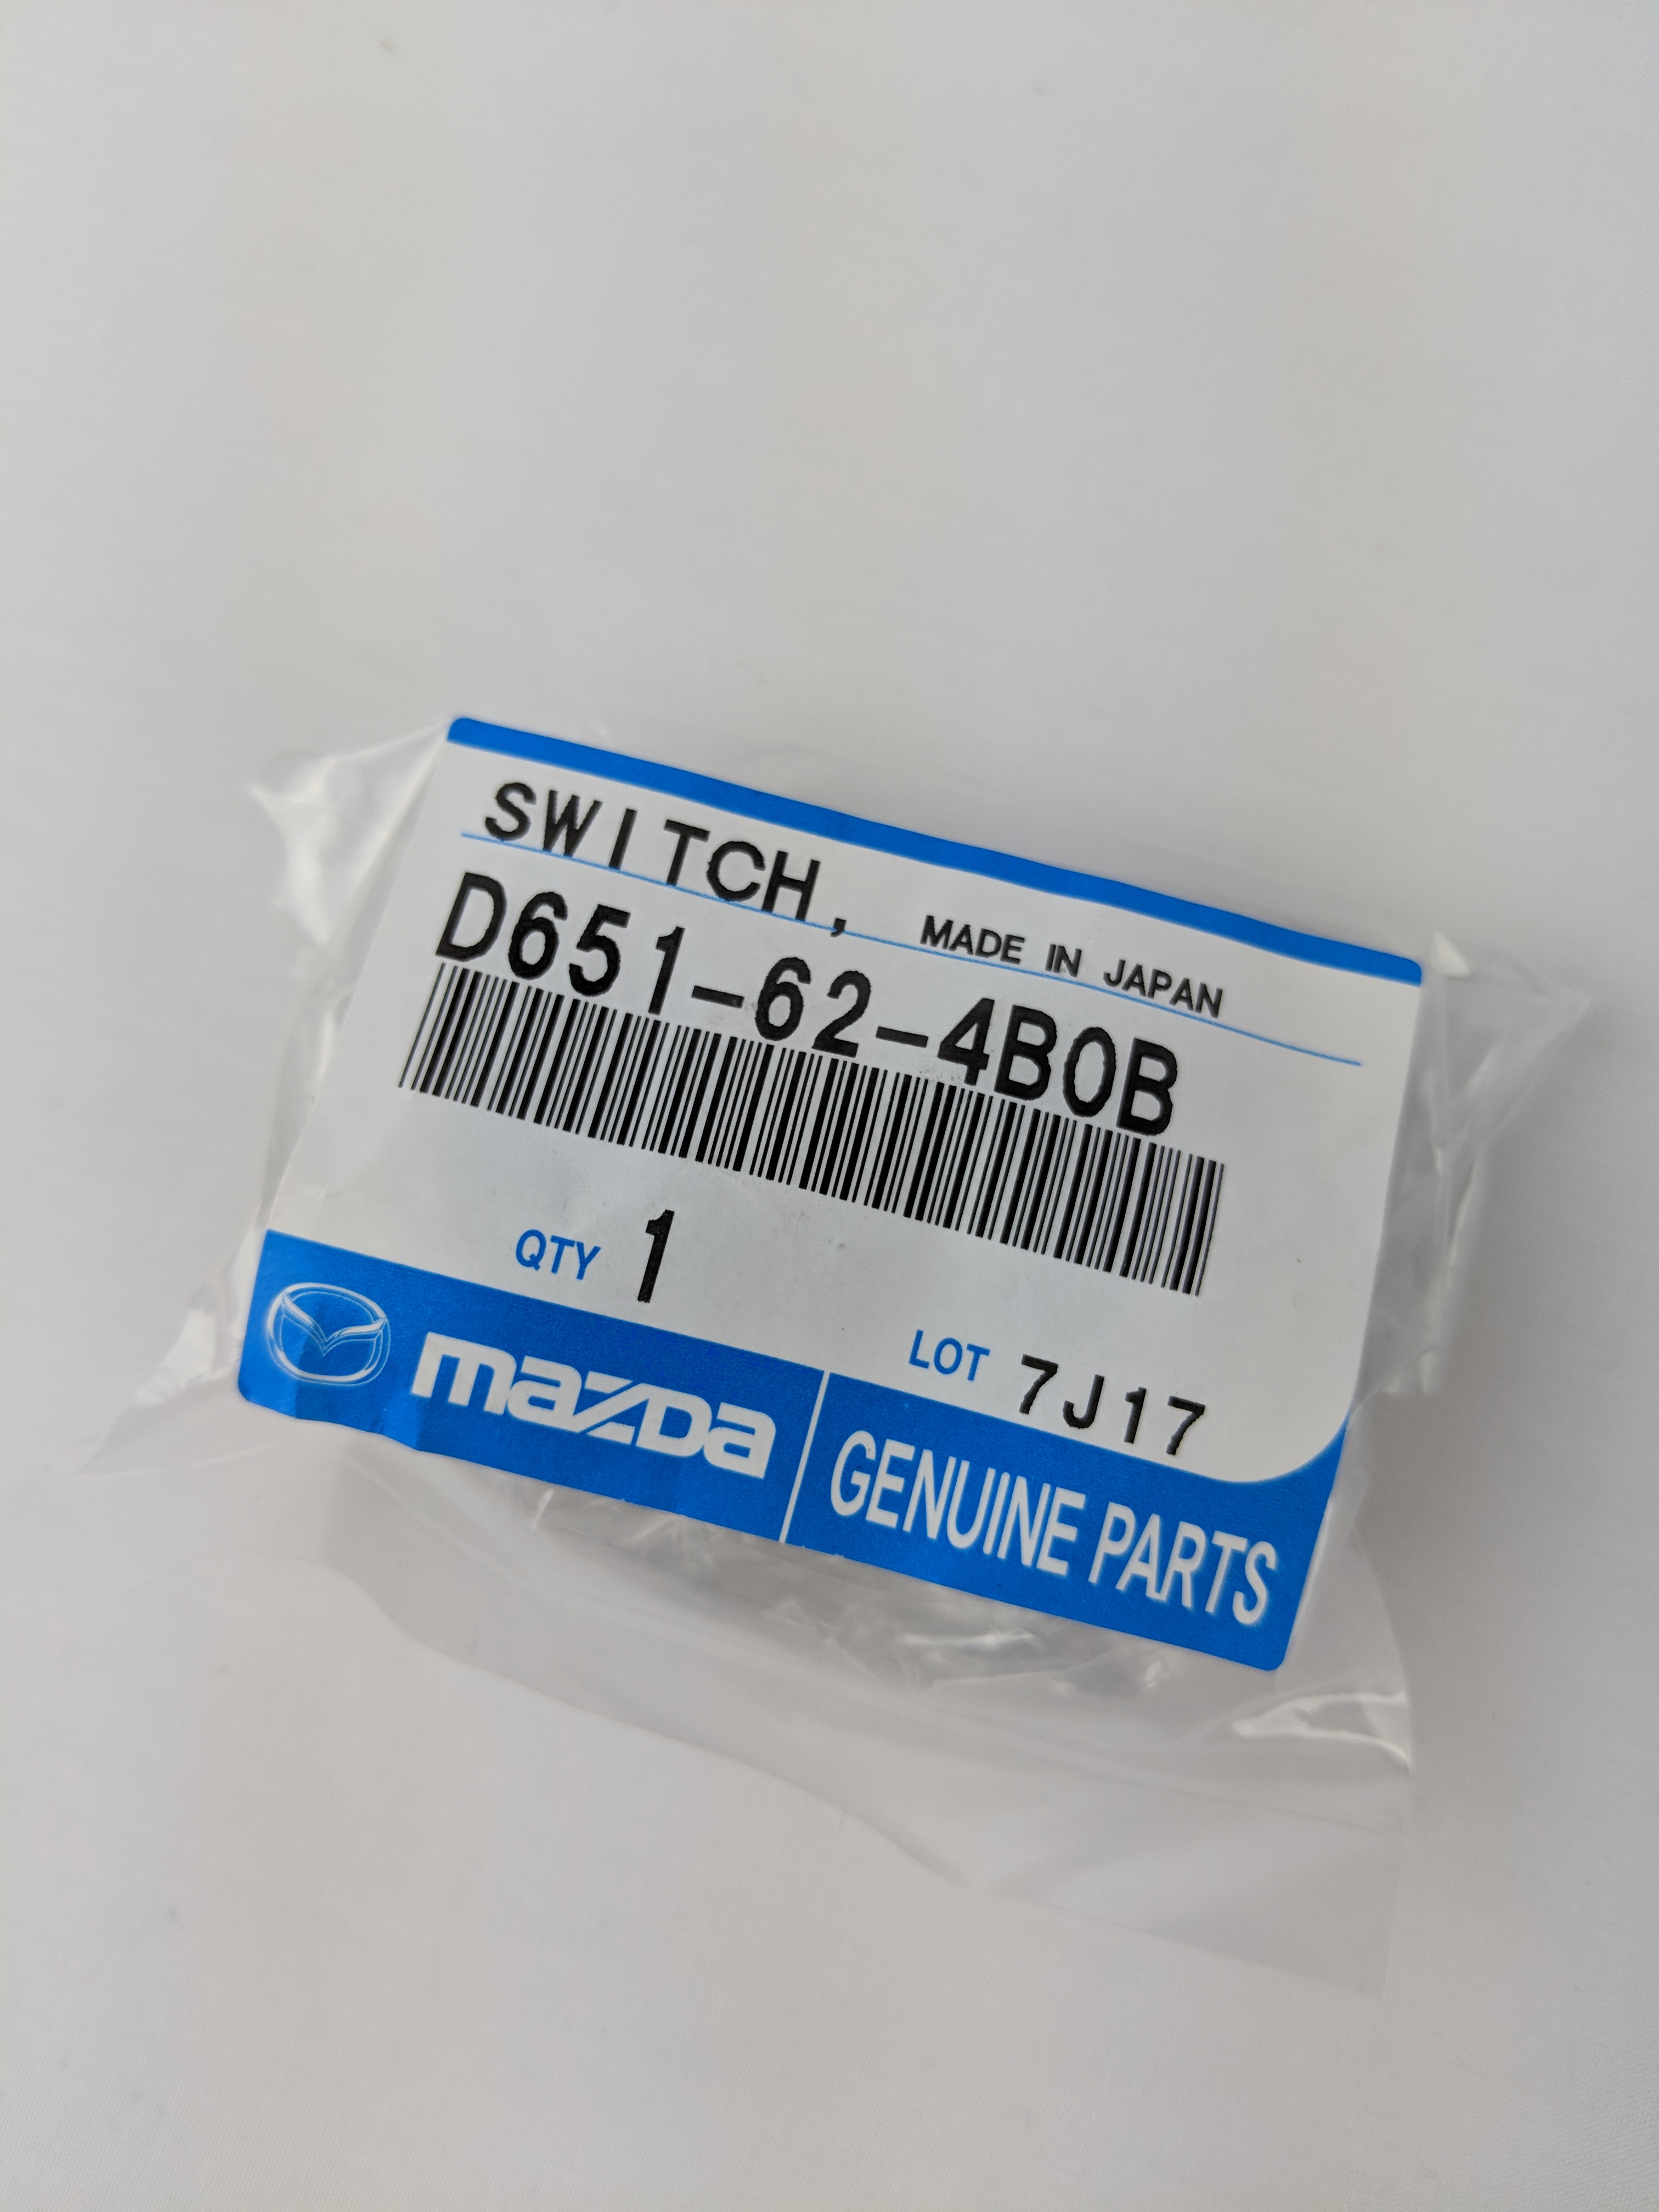 SWITCH, MADE IN JAPAN
D651-62-4B0B
QTY 1
LOT 7J17
mazda GENUINE PARTS